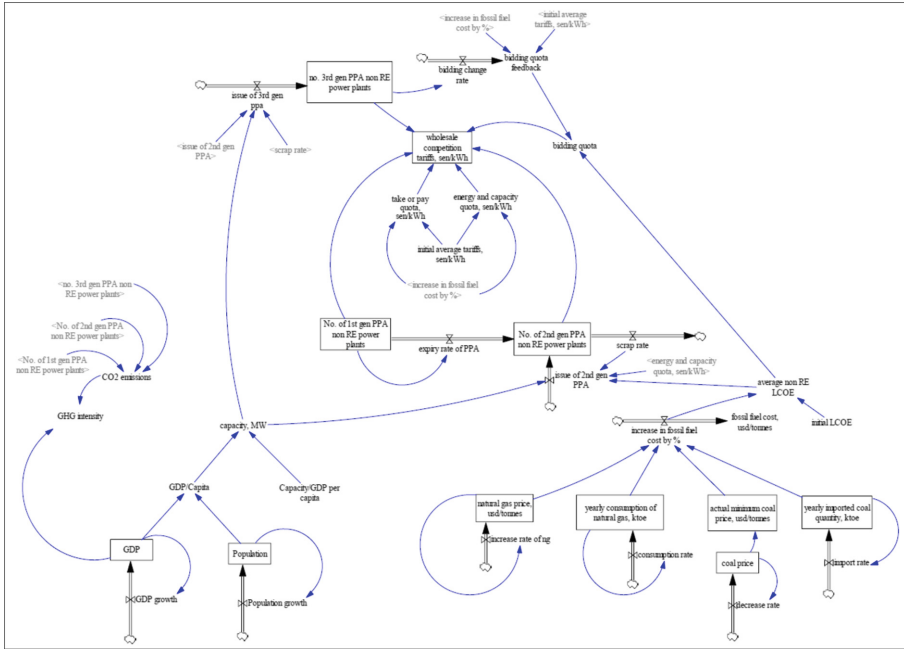 <increase in fossil fuel
cost by %>
<initial average
tariffs, sen/kWh>
no. 3rd gen PPA non RE
power plants
bidding change
rate
bidding quota
feedback
issue of 3rd gen
ppa
<issue of 2nd gen
PPA>
<scrap rate>
wholesale
competition
tariffs, sen/kWh
bidding quota
take or pay
quota,
sen/kWh
energy and capacity
quota, sen/kWh
initial average tariffs,
sen/kWh
<increase in fossil fuel
cost by %>
<no. 3rd gen PPA non
RE power plants>
<No. of 2nd gen PPA
non RE power plants>
<No. of 1st gen PPA
non RE power plants>
CO2 emissions
GHG intensity
No. of 1st gen PPA
non RE power
plants
expiry rate of PPA
No. of 2nd gen PPA
non RE power plants
scrap rate
<energy and capacity
quota, sen/kWh>
issue of 2nd gen
PPA
average non RE
LCOE
initial LCOE
capacity, MW
fossil fuel cost,
usd/tonnes
increase in fossil fuel
cost by %
GDP/Capita
Capacity/GDP per
capita
natural gas price,
usd/tonnes
yearly consumption of
natural gas, ktoe
actual minimum coal
price, usd/tonnes
yearly imported coal
quantity, ktoe
GDP
Population
increase rate of ng
consumption rate
coal price
import rate
GDP growth
Population growth
decrease rate